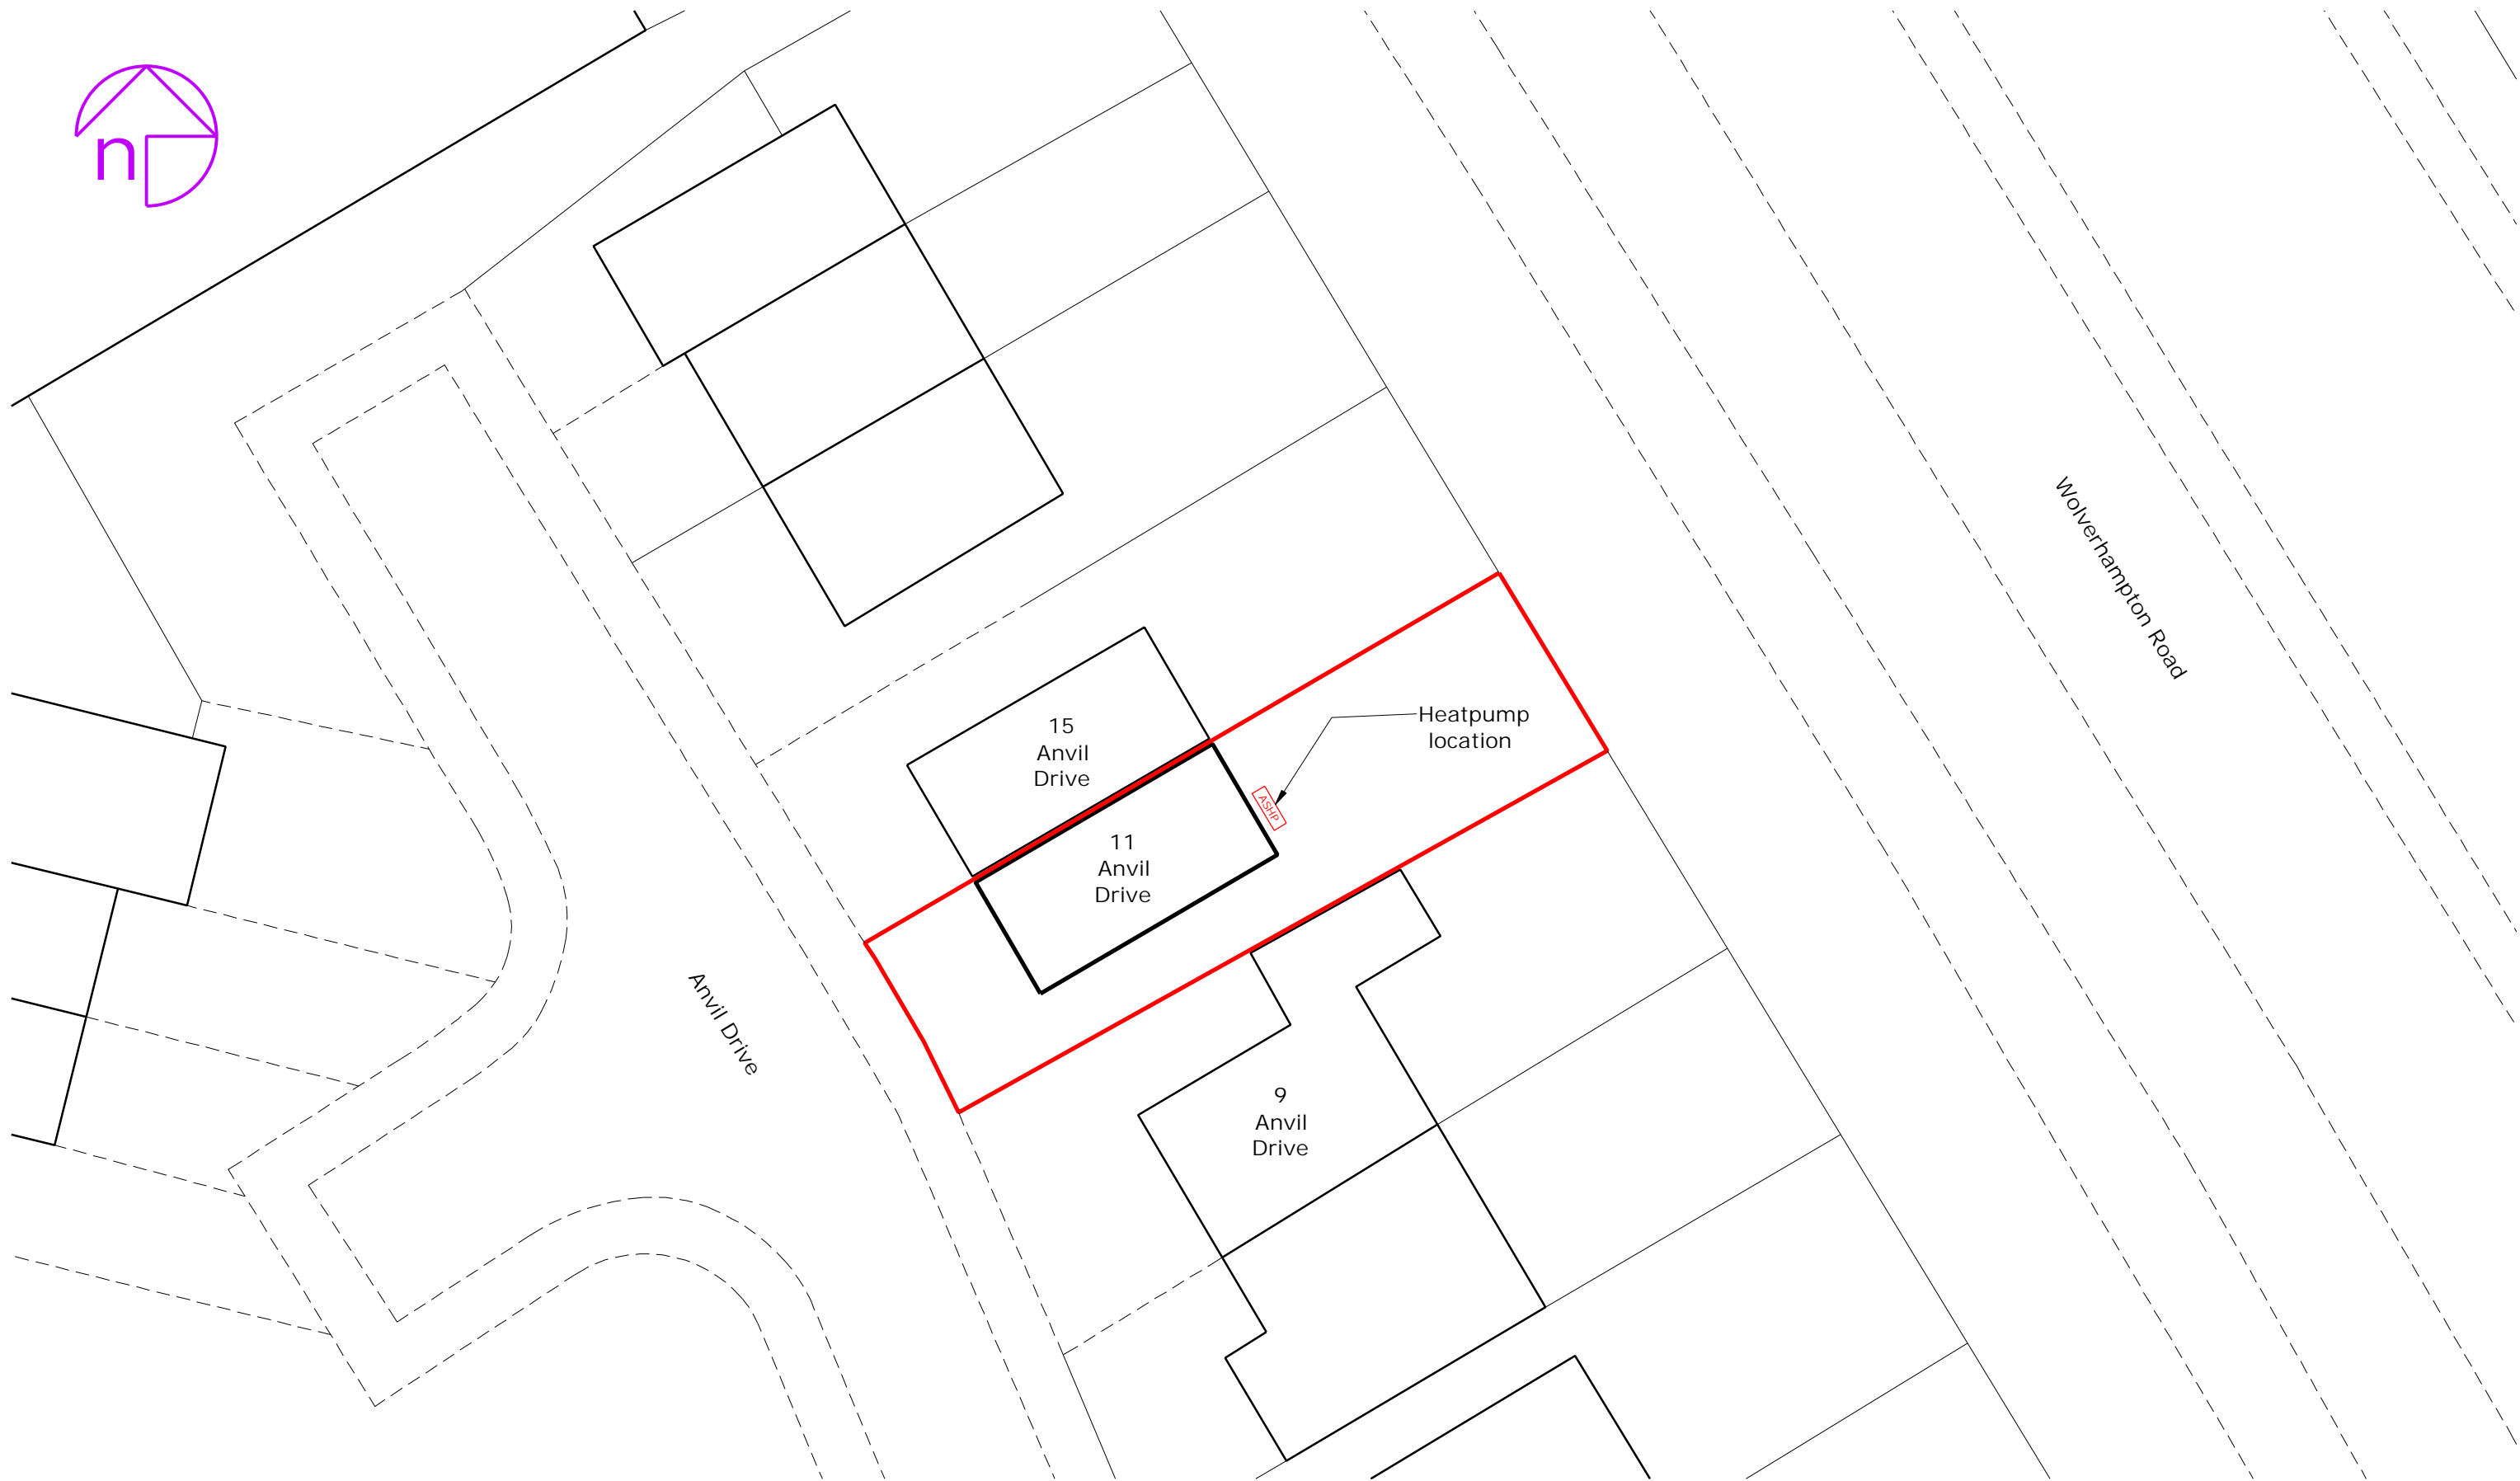 n
Wolverhampton Road
Heatpump
location
15
Anvil
Drive
ASHP
11
Anvil
Drive
Anvil Drive
9
Anvil
Drive